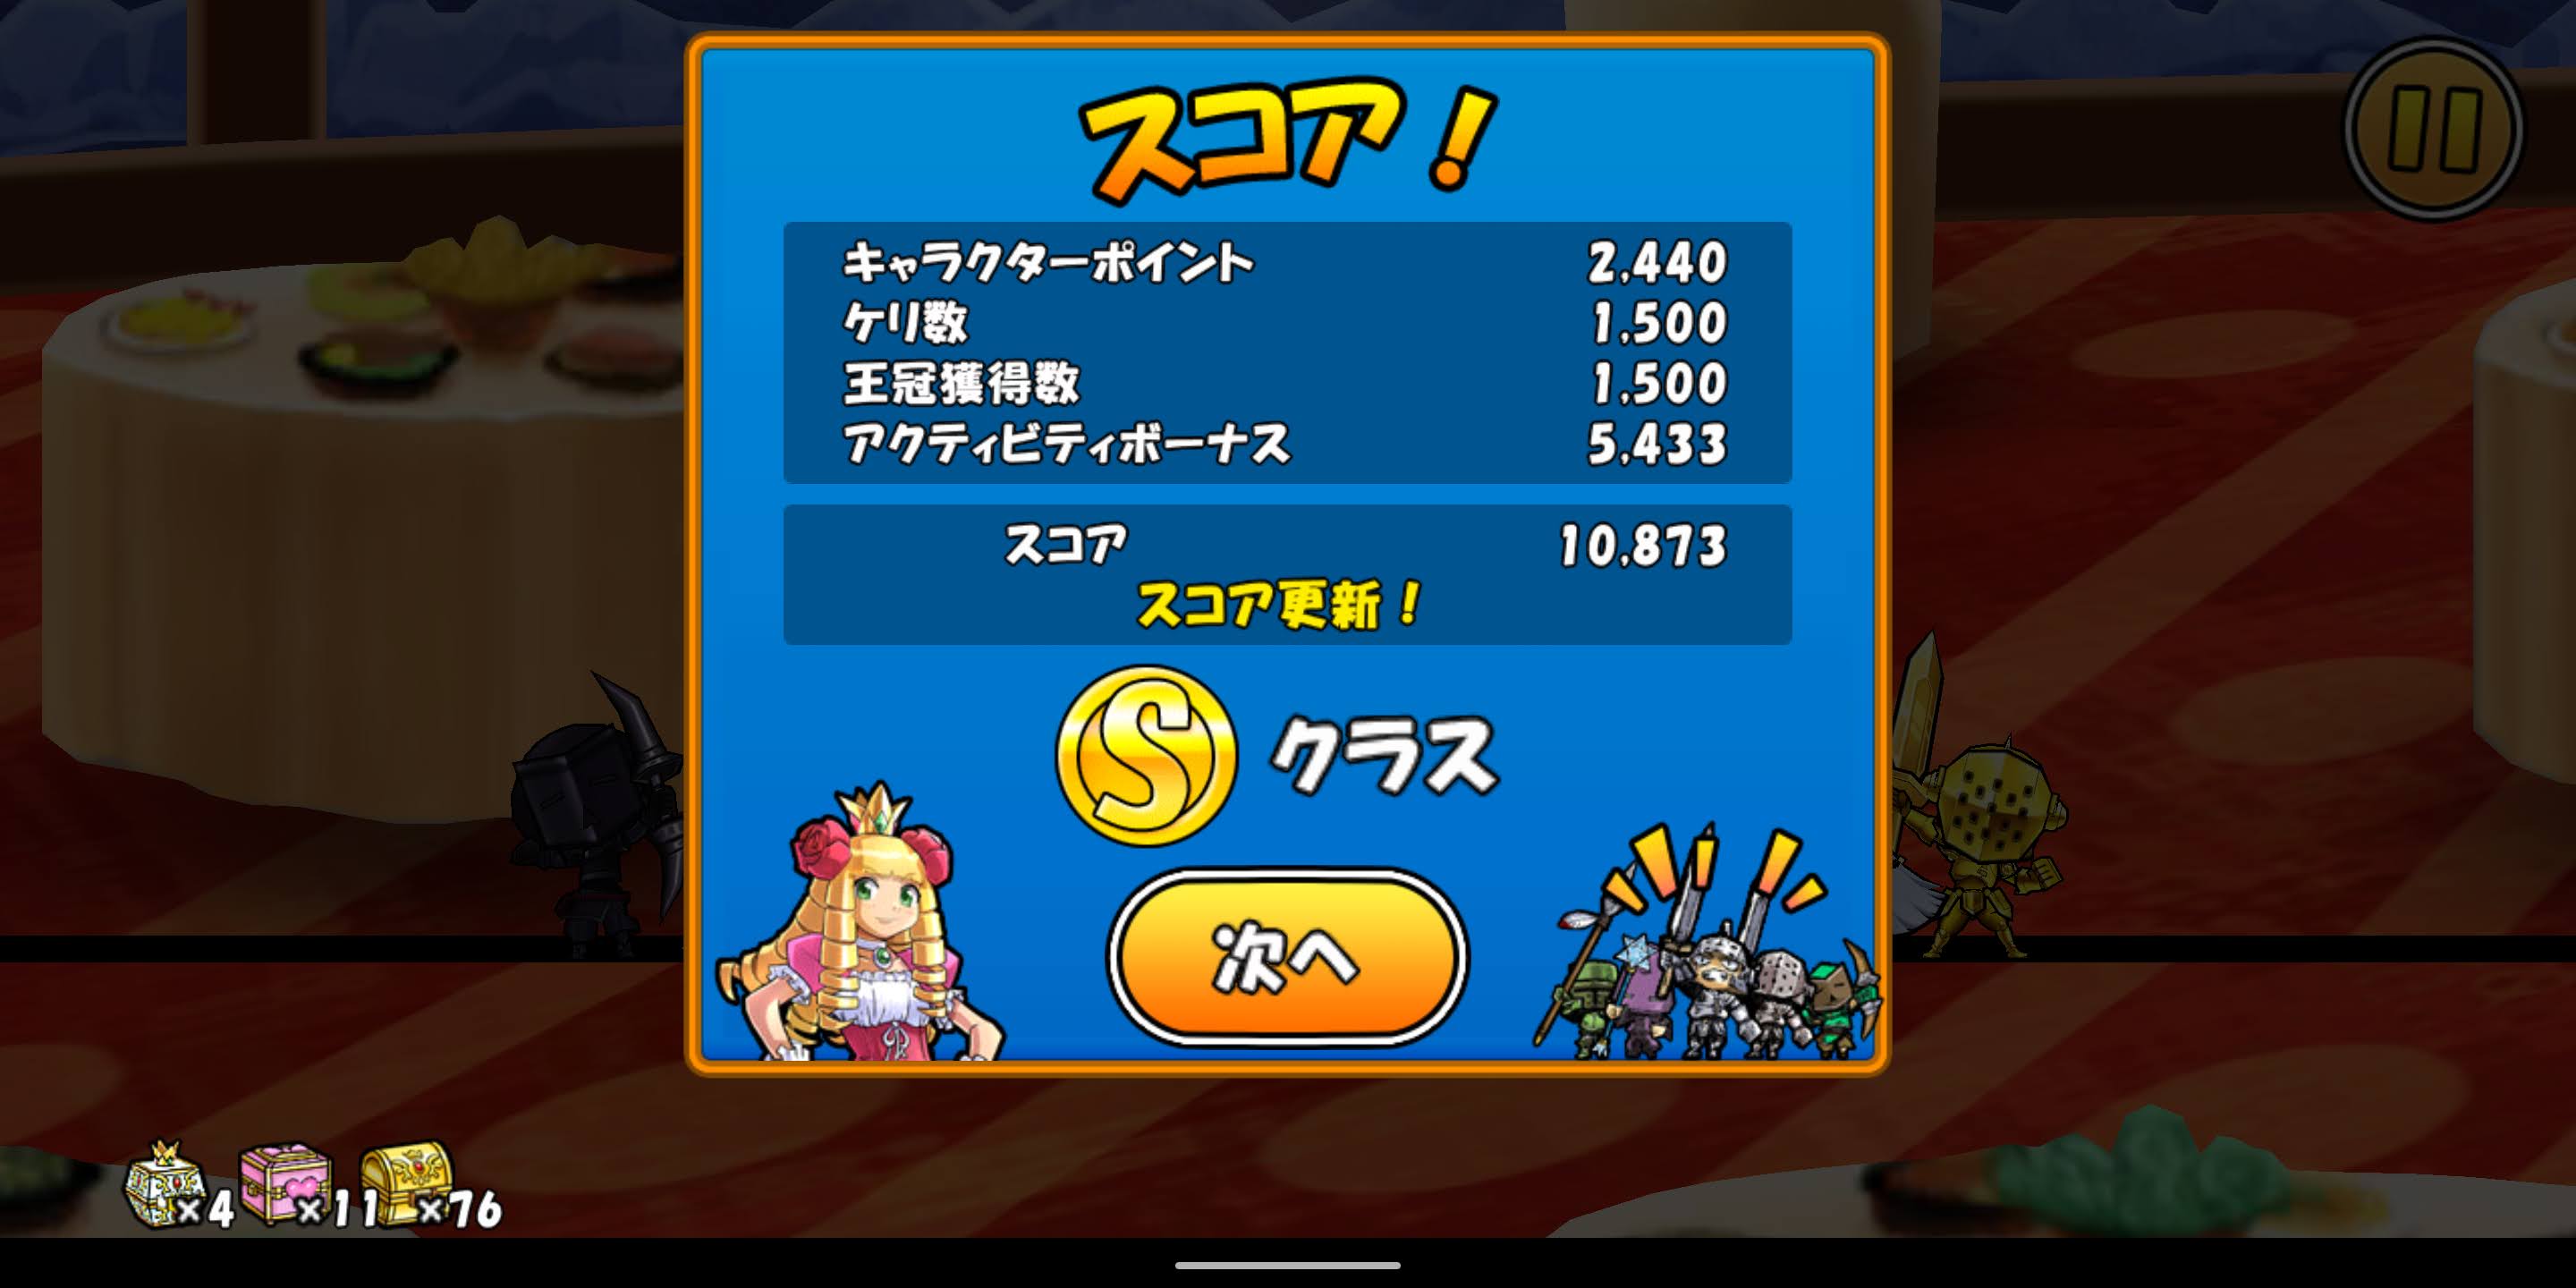 スコア!
キャラクターポイント 2,440
ケリ数 1,500
王冠獲得数 1,500
アクティビティボーナス 5,433
スコア 10,873
スコア更新!
S クラス
次へ
×4 ×11 ×76